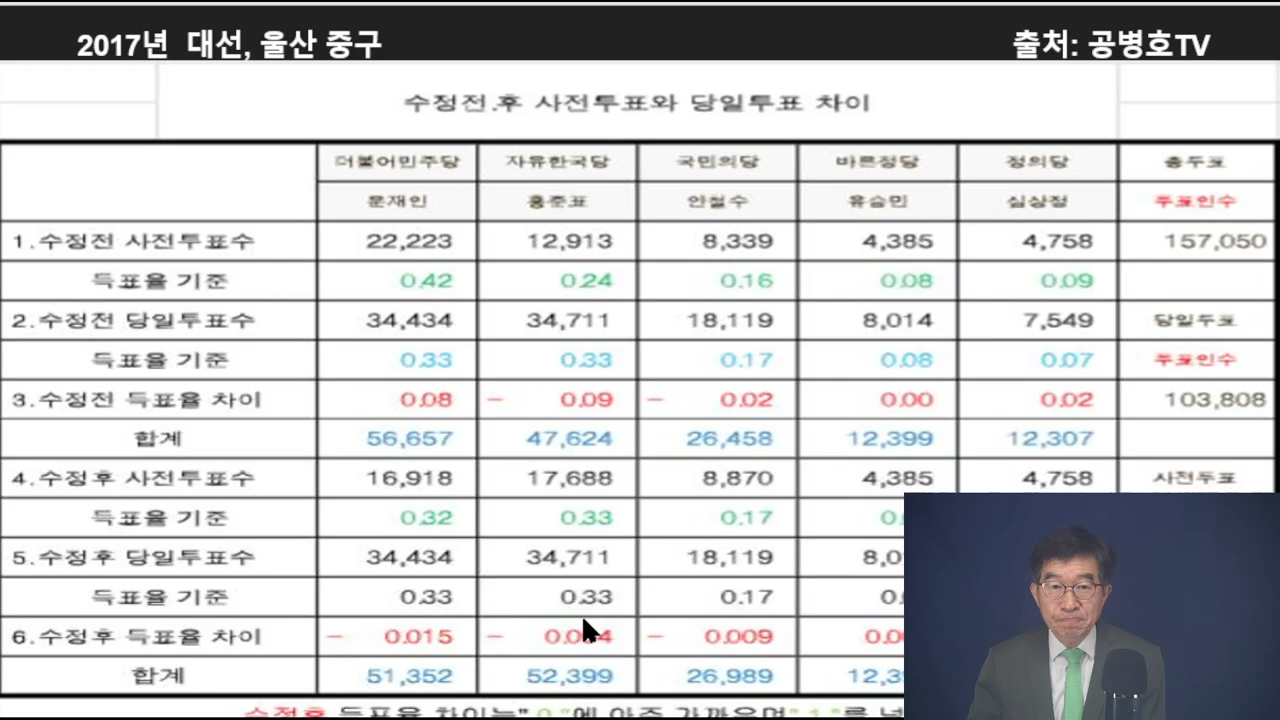 2017년 대선, 울산 중구 출처: 공병호TV
수정전.후 사전투표와 당일투표 차이
더불어민주당 자유한국당 국민의당 바른정당 정의당 총투표
문재인 홍준표 안철수 유승민 심상정 투표인수
1.수정전 사전투표수 22,223 12,913 8,339 4,385 4,758 157,050
득표율 기준 0.42 0.24 0.16 0.08 0.09
2.수정전 당일투표수 34,434 34,711 18,119 8,014 7,549 당일투표
득표율 기준 0.33 0.33 0.17 0.08 0.07 투표인수
3.수정전 득표율 차이 0.08 - 0.09 - 0.02 0.00 0.02 103,808
합계 56,657 47,624 26,458 12,399 12,307
4.수정후 사전투표수 16,918 17,688 8,870 4,385 4,758 사전투표
득표율 기준 0.32 0.33 0.17
5.수정후 당일투표수 34,434 34,711 18,119
득표율 기준 0.33 0.33 0.17
6.수정후 득표율 차이 - 0.015 - - 0.009
합계 51,352 52,399 26,989